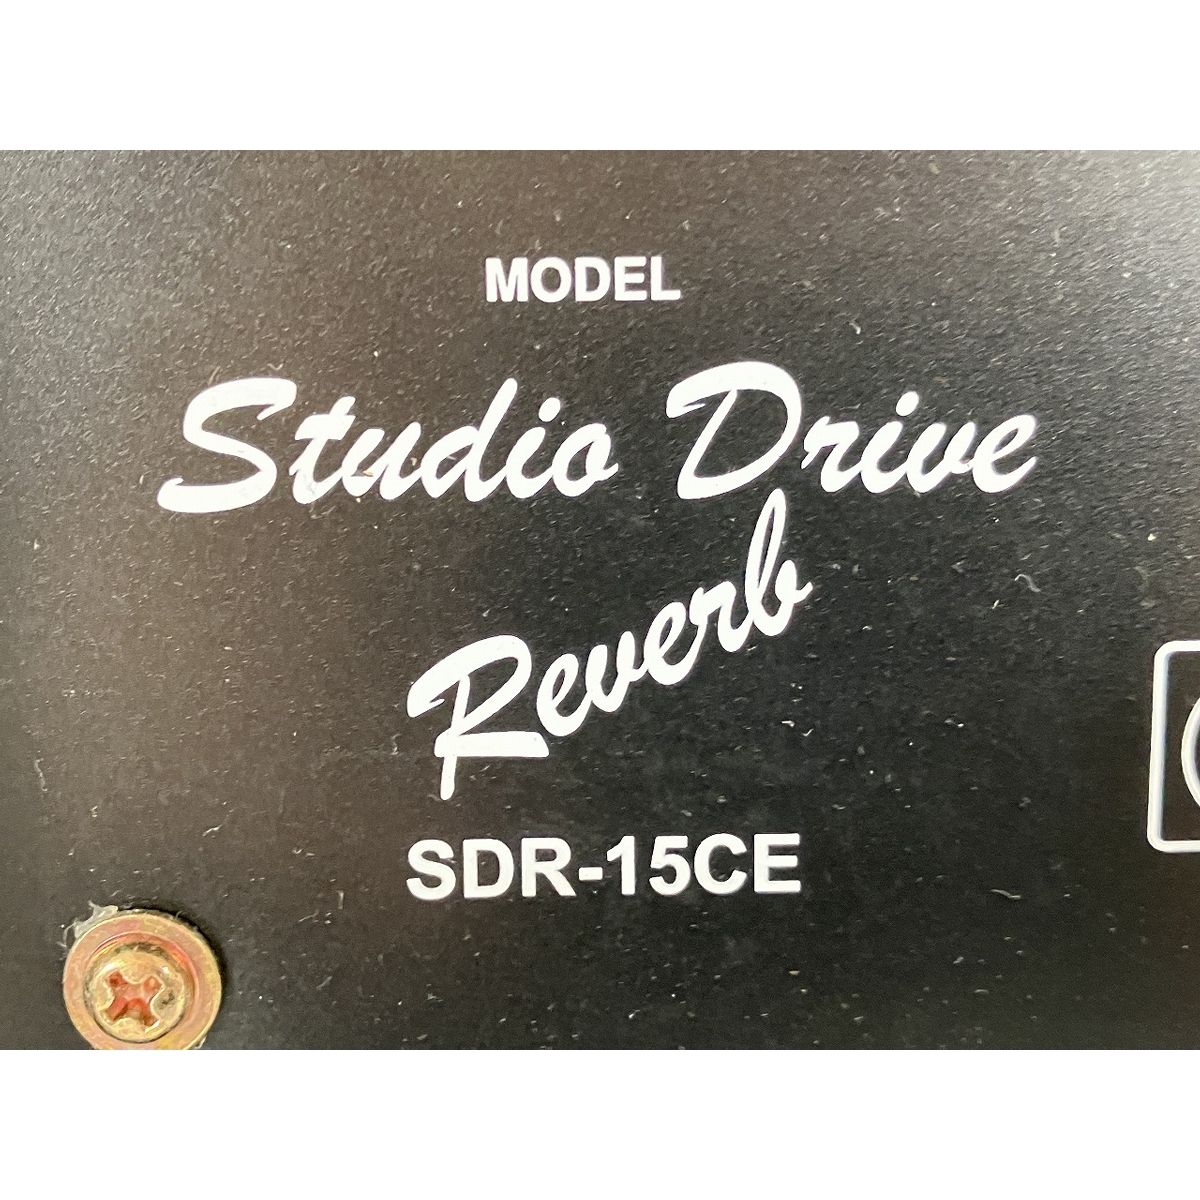 MODEL
Studio Drive
Reverb
SDR-15CE